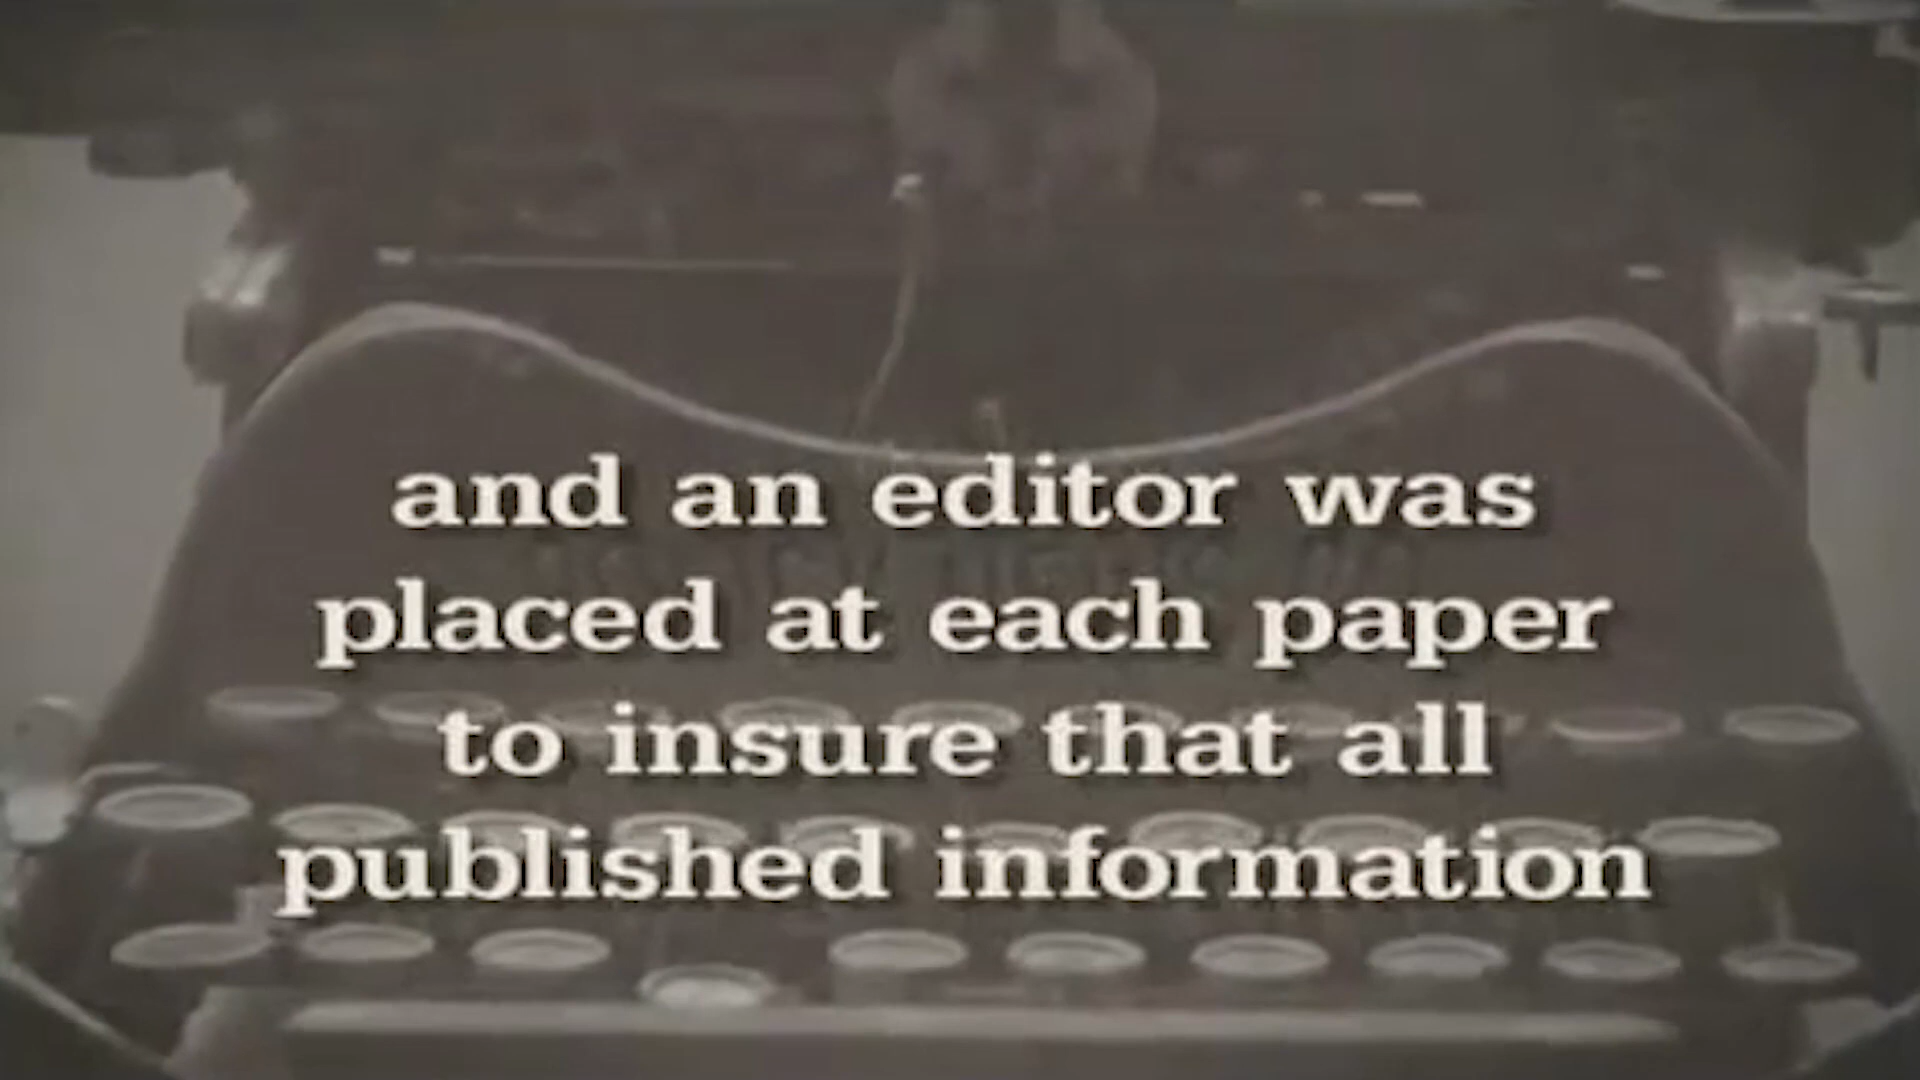 and an editor was
placed at each paper
to insure that all
published information